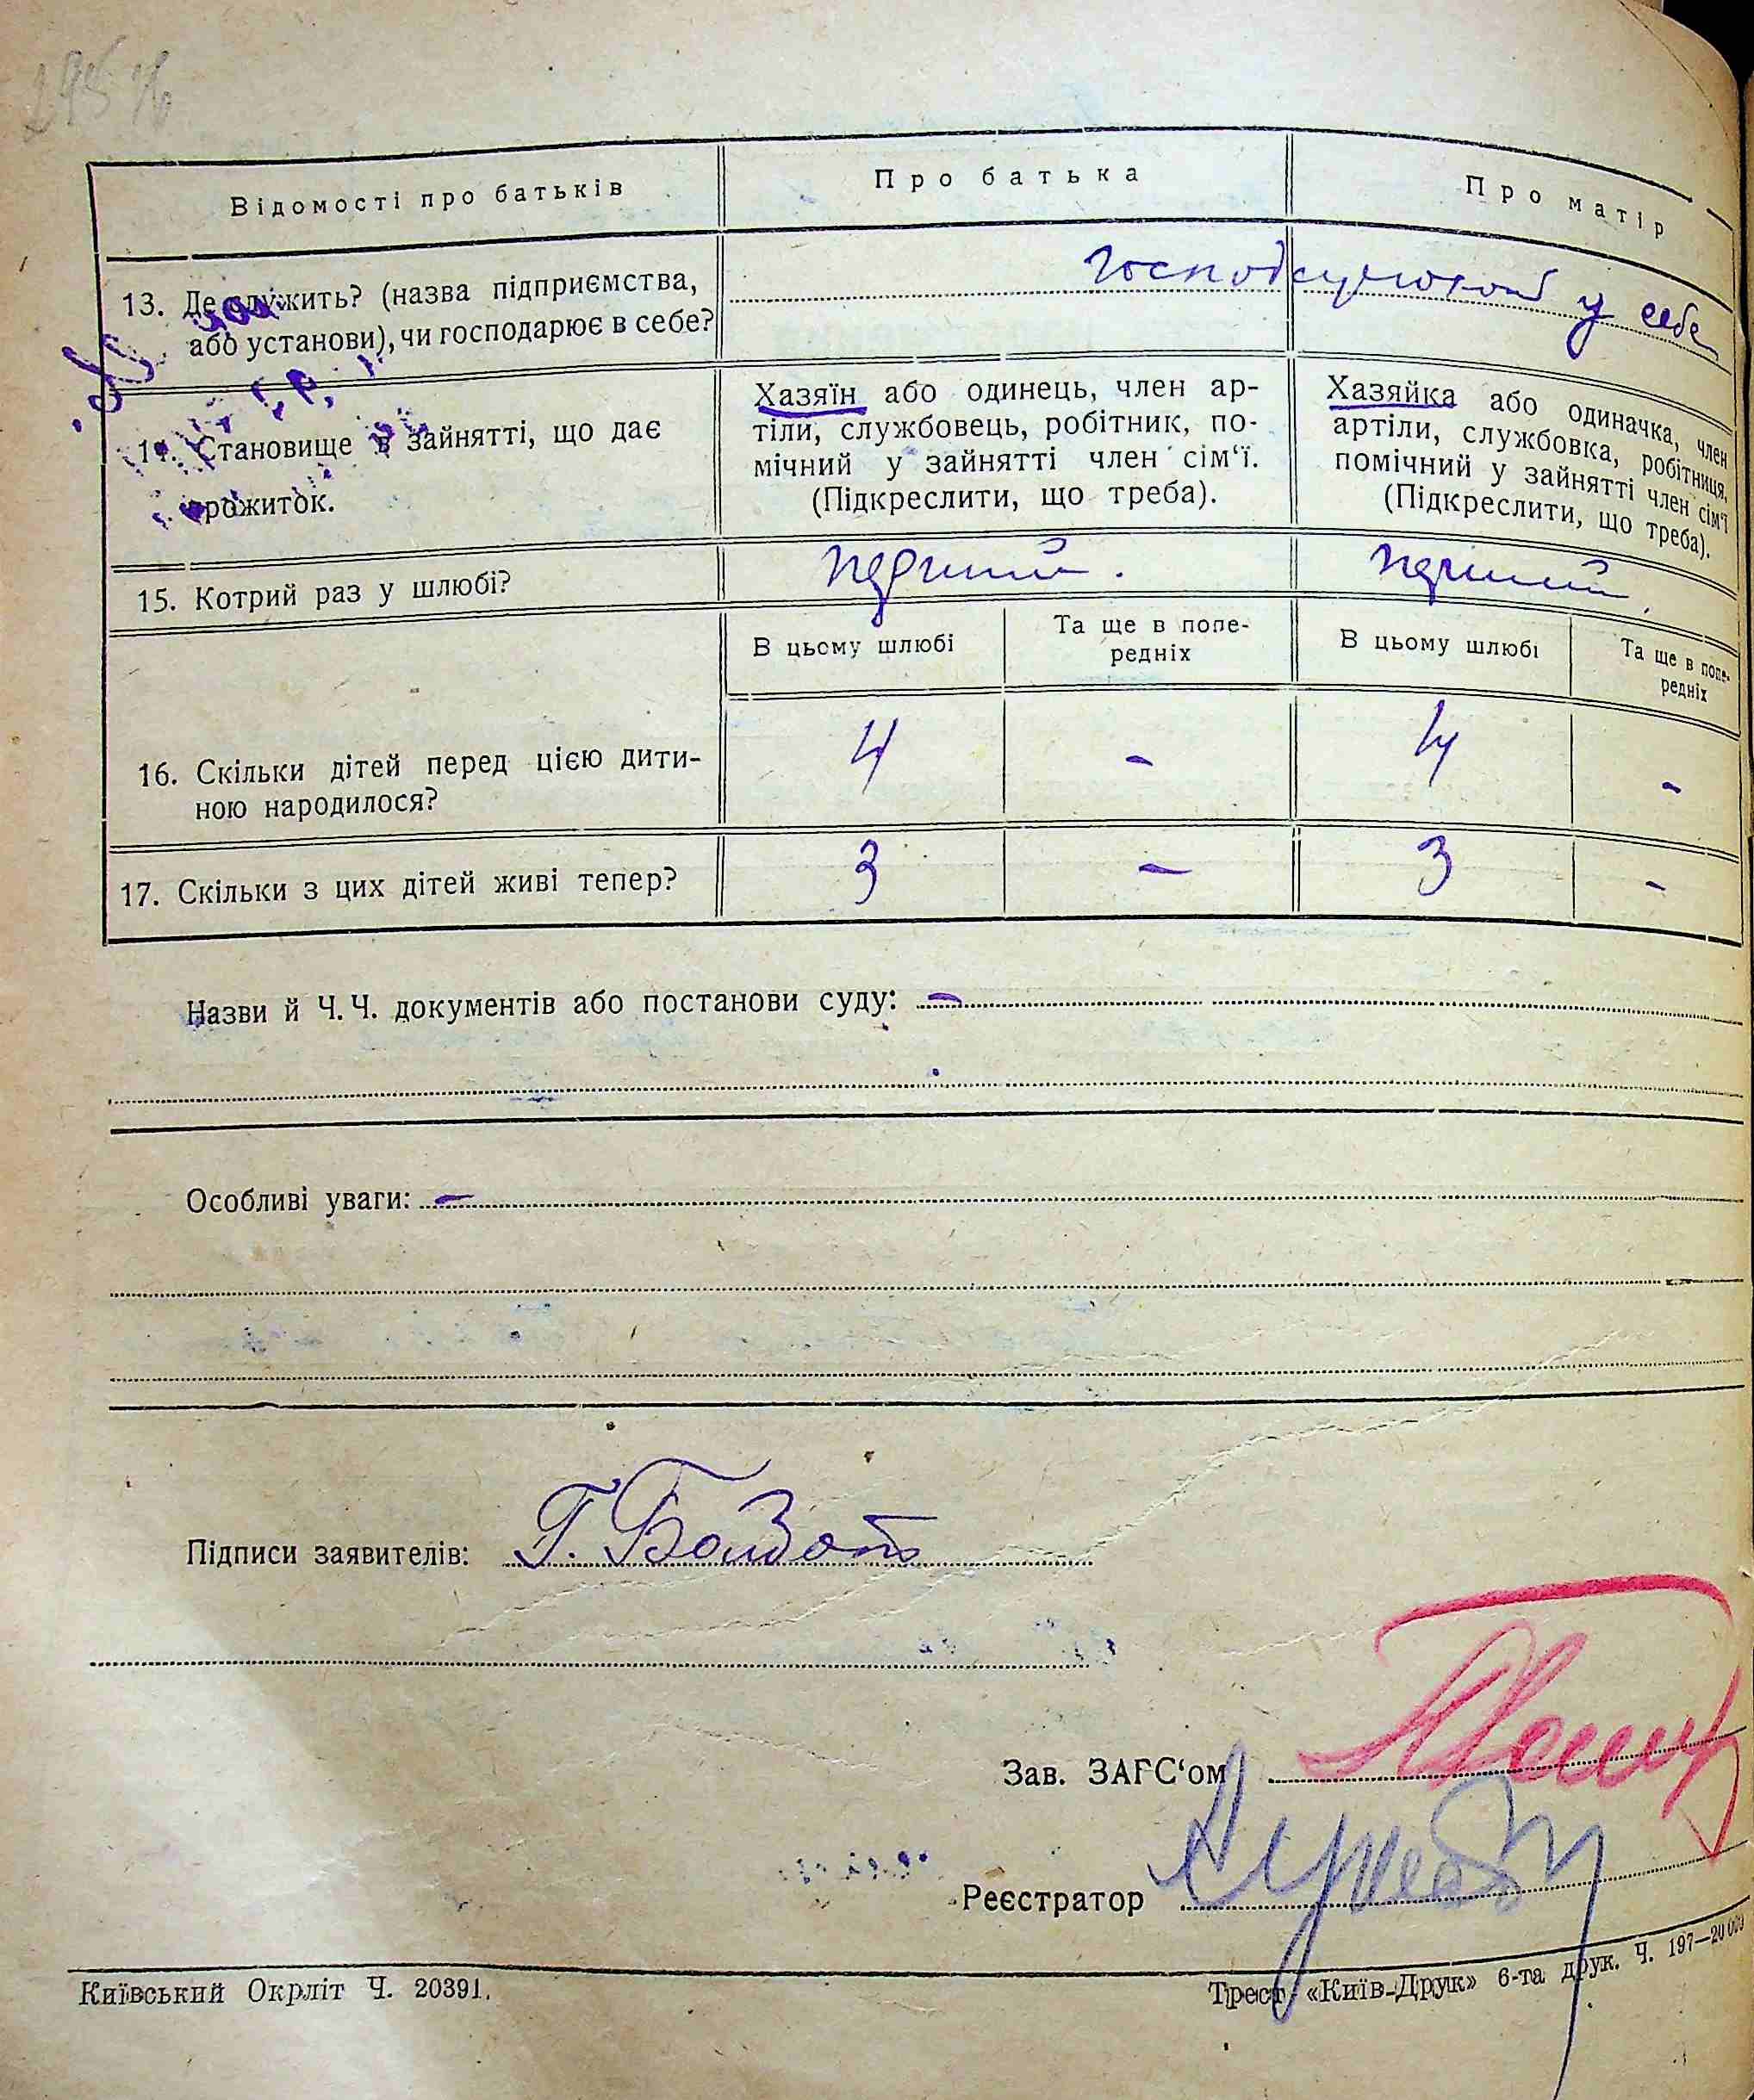 Відомості про батьків
Про батька
Про матір
13. Де служить? (назва підприємства,
або установи), чи господарює в себе?
господарюють у себе
14. Становище в зайнятті, що дає
прожиток.
Хазяїн або одинець, член ар-
тіли, службовець, робітник, по-
мічний у зайнятті член сім‘ї.
(Підкреслити, що треба).
Хазяйка або одиначка, член
артіли, службовка, робітниця,
помічний у зайнятті член сім‘ї
(Підкреслити, що треба).
15. Котрий раз у шлюбі?
перший.
перший.
В цьому шлюбі
Та ще в попе-
редніх
В цьому шлюбі
Та ще в попе-
редніх
16. Скільки дітей перед цією дити-
ною народилося?
4 - 4 -
17. Скільки з цих дітей живі тепер?
3 - 3 -
Назви й Ч. Ч. документів або постанови суду: -
Особливі уваги: -
Підписи заявителів: Г.
Зав. ЗАГС‘ом
Реєстратор
Київський Окрліт Ч. 20391.
Трест «Київ-Друк» 6-та друк. Ч. 197—20 000